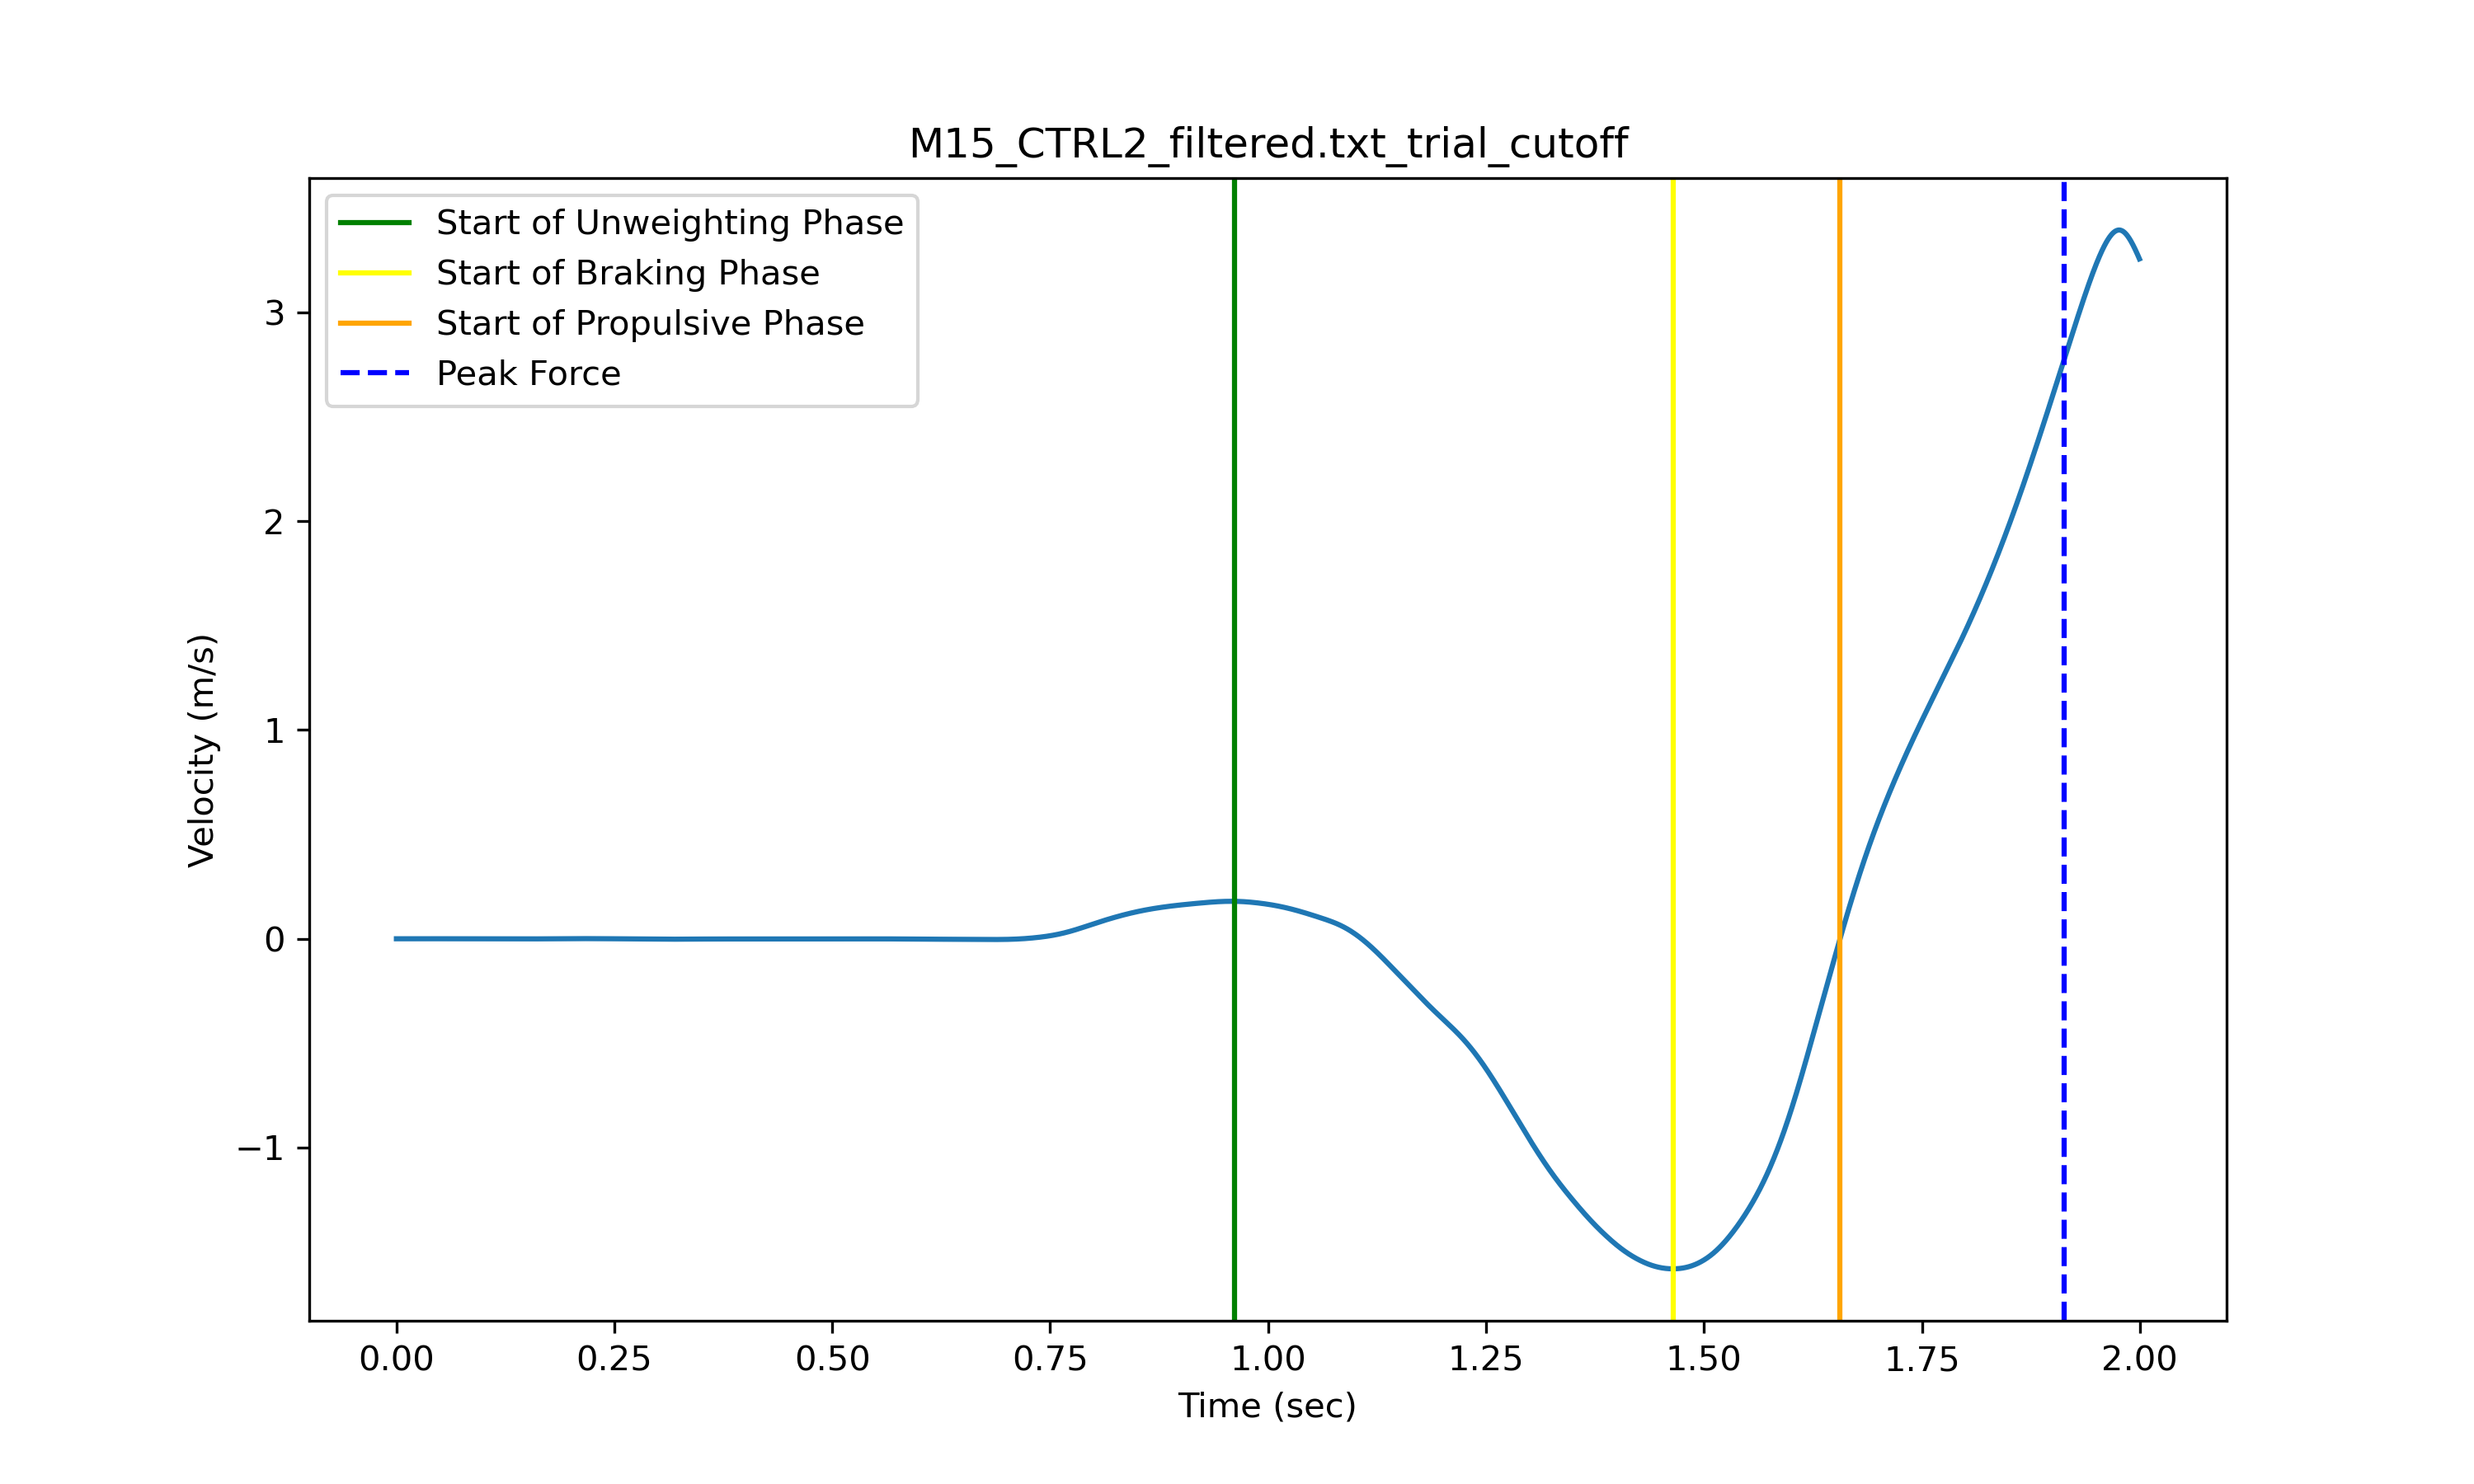 M15_CTRL2_filtered.txt_trial_cutoff
Start of Unweighting Phase
Start of Braking Phase
Start of Propulsive Phase
Peak Force
3
2
1
0
−1
Velocity (m/s)
0.00 0.25 0.50 0.75 1.00 1.25 1.50 1.75 2.00
Time (sec)